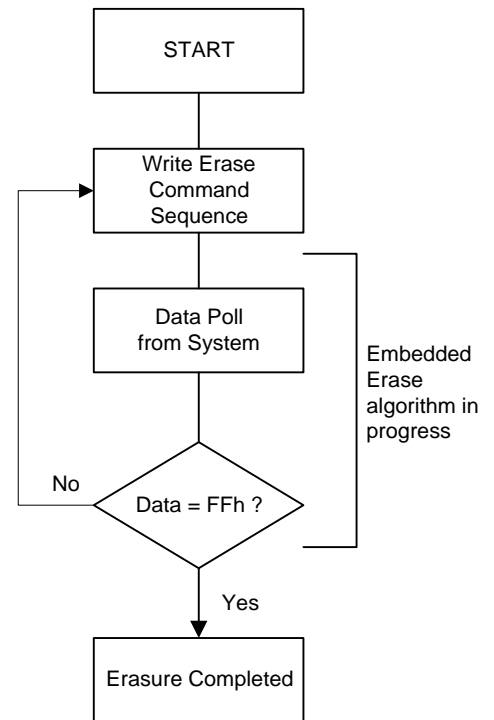 START
Write Erase
Command
Sequence
Data Poll
from System
Embedded
Erase
algorithm in
progress
No
Data = FFh ?
Yes
Erasure Completed